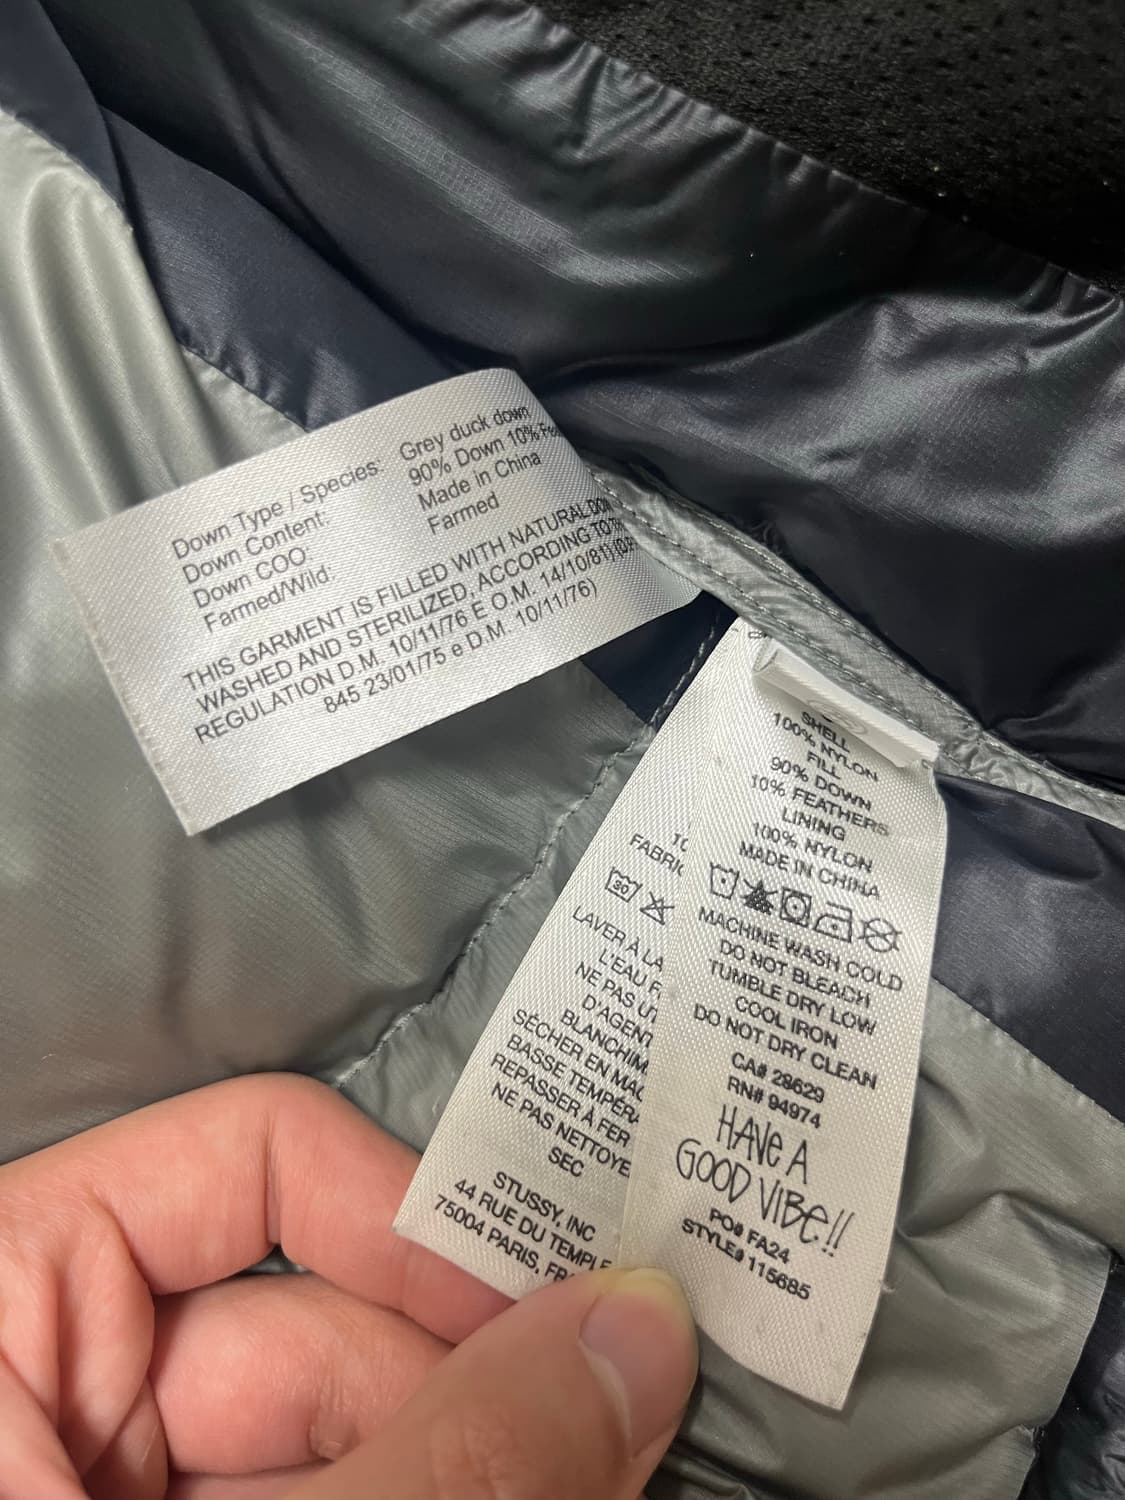 Down Type / Species: Grey duck down
Down Content: 90% Down 10%
Down COO: Made in China
Farmed/Wild: Farmed
THIS GARMENT IS FILLED WITH NATURAL
WASHED AND STERILIZED, ACCORDING TO
REGULATION D.M. 10/11/76 E O.M. 14/10/81)
845 23/01/75 e D.M. 10/11/76)
SHELL
100% NYLON
FILL
90% DOWN
10% FEATHERS
LINING
100% NYLON
MADE IN CHINA
MACHINE WASH COLD
DO NOT BLEACH
TUMBLE DRY LOW
COOL IRON
DO NOT DRY CLEAN
CA# 28629
RN# 94974
HAVE A
GOOD VIBE!!
PO# FA24
STYLE# 115685
30
LAVER À LA
L'EAU
NE PAS
D'AGENT
SÉCHER EN
BASSE
REPASSER À FER
NE PAS
SEC
STUSSY, INC
44 RUE DU TEMPLE
75004 PARIS,